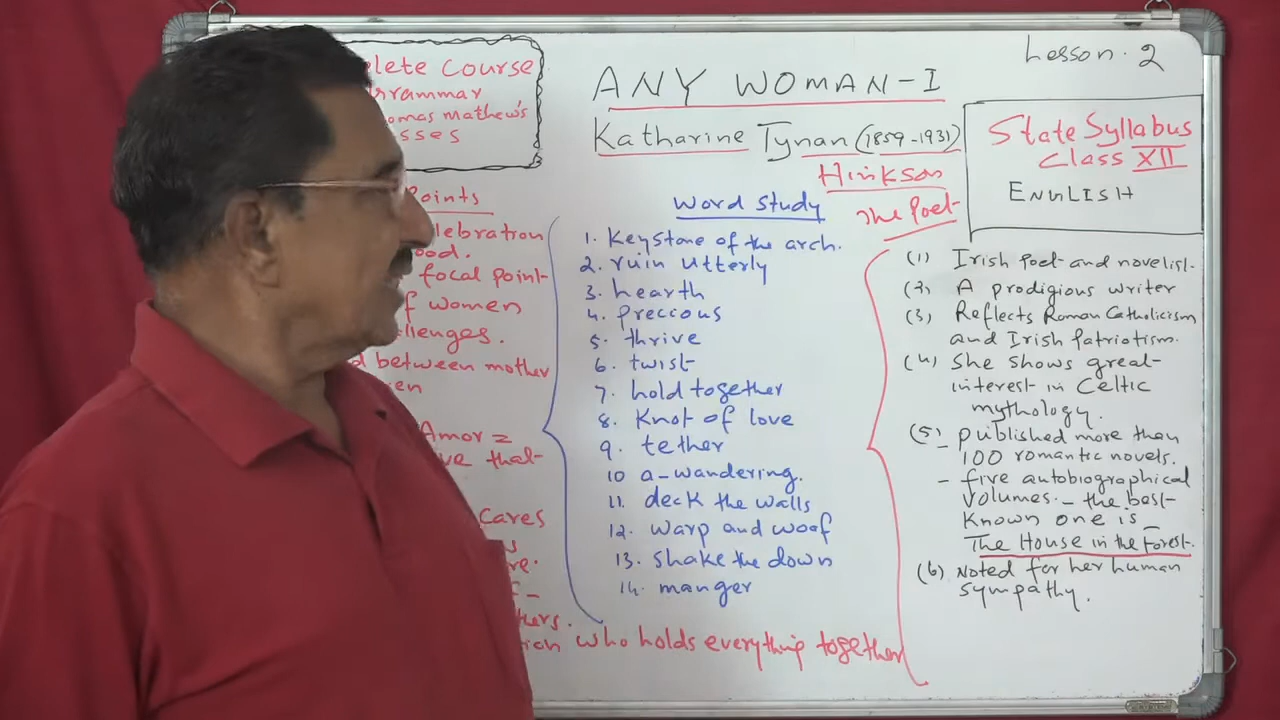 Lesson. 2
ANY WOMAN-I
Katharine Tynan (1859-1931)
Hinkson
lete Course
Grammar
omas Mathew's
sses
State Syllabus
Class XII
ENGLISH
oints
lebration
ood.
focal point
f women
llenges.
d between mother
en
Amor =
ve that
Cares
s
re.
f -
thers.
who holds everything together
Word Study
1. Keystone of the arch.
2. ruin utterly
3. hearth
4. preccous
5. thrive
6. twist
7. hold together
8. Knot of love
9. tether
10 a-wandering.
11. deck the walls
12. warp and woof
13. shake the down
14. manger
The Poet
(1) Irish Poet and novelist.
(2) A prodigious writer
(3) Reflects Roman Catholicism
and Irish Patriotism.
(4) She shows great
interest in Celtic
mythology.
(5) published more than
100 romantic novels.
- five autobiographical
volumes - the best
Known one is -
The House in the Forest.
(6) Noted for her human
sympathy.